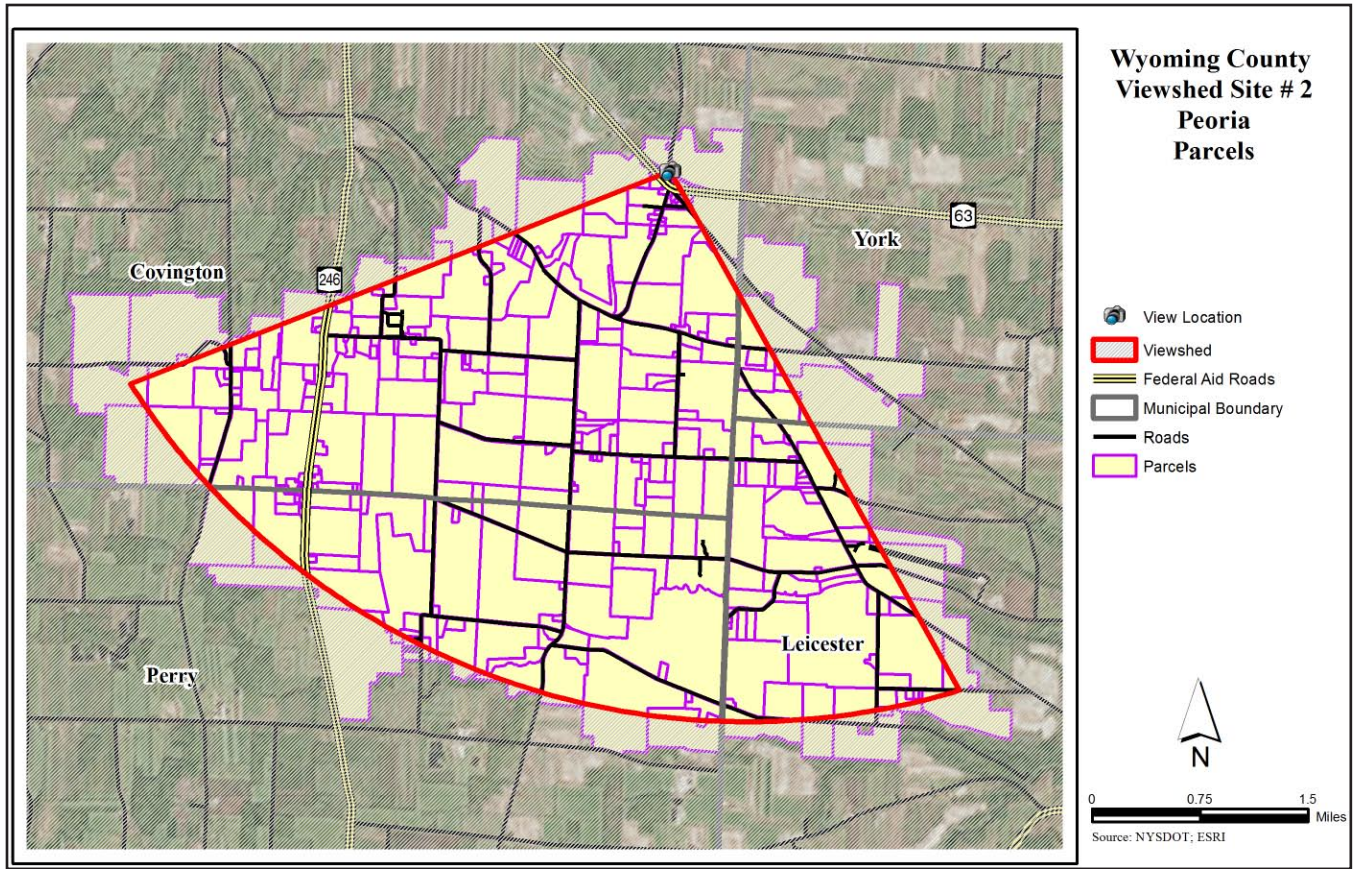 Wyoming County
Viewshed Site # 2
Peoria
Parcels
63
York
Covington
246
View Location
Viewshed
Federal Aid Roads
Municipal Boundary
Roads
Parcels
Leicester
Perry
N
0 0.75 1.5
Miles
Source: NYSDOT; ESRI